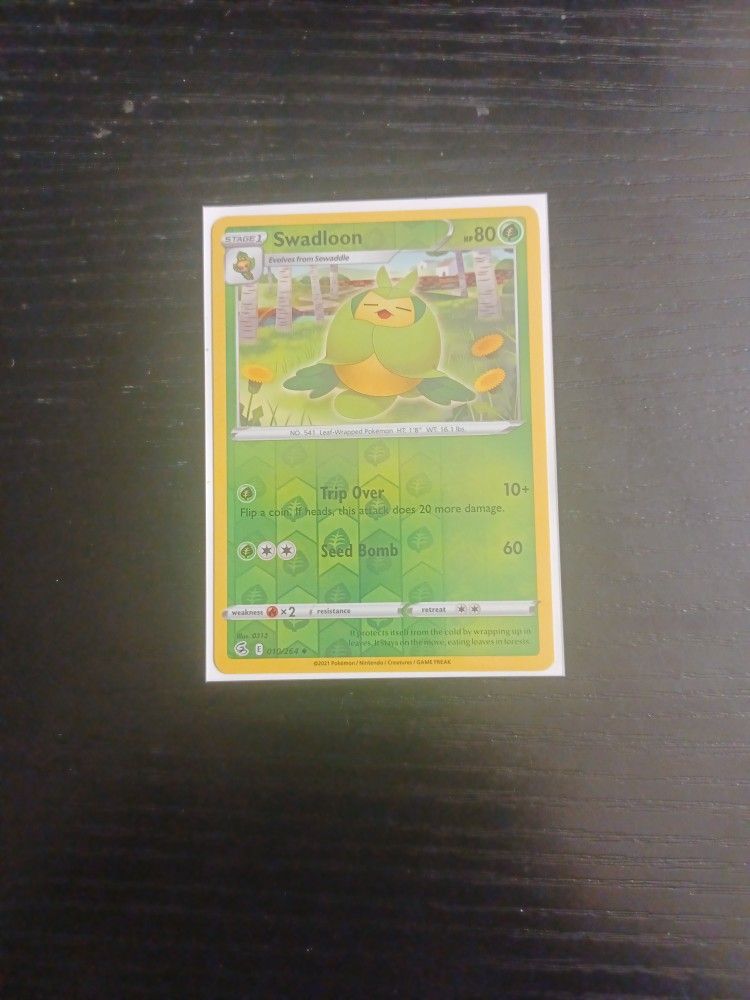 STAGE 1 Swadloon HP 80
Evolves from Sewaddle
NO. 541 Leaf-Wrapped Pokémon HT: 1'8" WT: 16.1 lbs.
Trip Over 10+
Flip a coin. If heads, this attack does 20 more damage.
Seed Bomb 60
weakness ×2 resistance retreat
Illus. 0313
It protects itself from the cold by wrapping up in
leaves. It stays on the move, eating leaves in forests.
E 010/264
©2021 Pokémon / Nintendo / Creatures / GAME FREAK